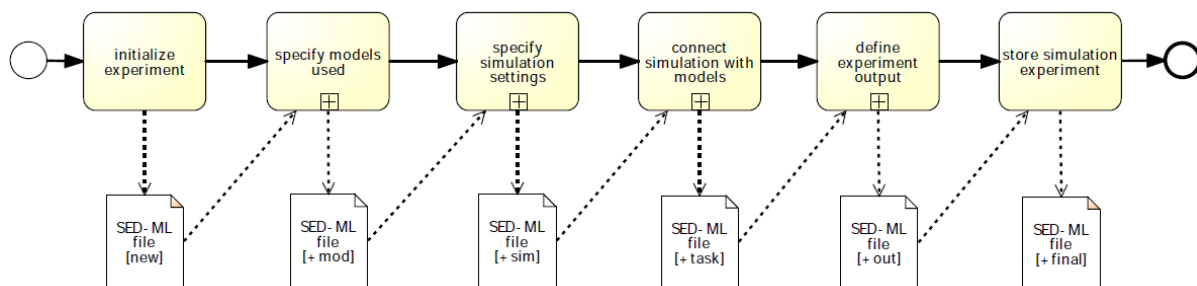 initialize
experiment
specify models
used
specify
simulation
settings
connect
simulation with
models
define
experiment
output
store simulation
experiment
SED- ML
file
[new]
SED- ML
file
[+ mod]
SED- ML
file
[+ sim]
SED- ML
file
[+ task]
SED- ML
file
[+ out]
SED- ML
file
[+ final]